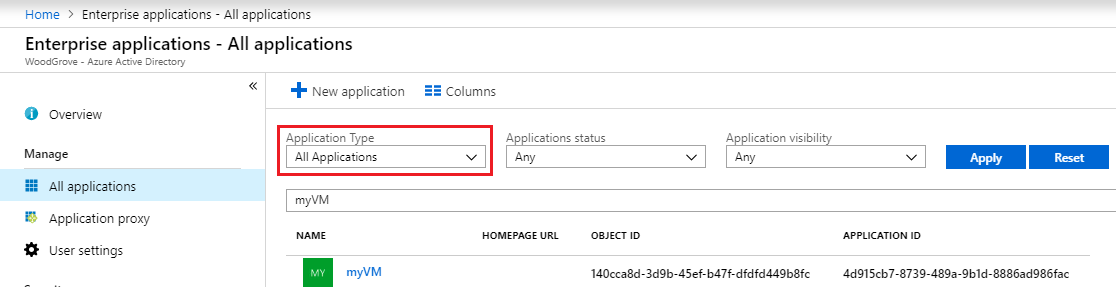 Home > Enterprise applications - All applications
Enterprise applications - All applications
WoodGrove - Azure Active Directory
«
New application Columns
Overview
Application Type Applications status Application visibility
Manage
All Applications Any Any Apply Reset
All applications
myVM
Application proxy
NAME HOMEPAGE URL OBJECT ID APPLICATION ID
User settings
MY myVM 140cca8d-3d9b-45ef-b47f-dfdfd449b8fc 4d915cb7-8739-489a-9b1d-8886ad986fac